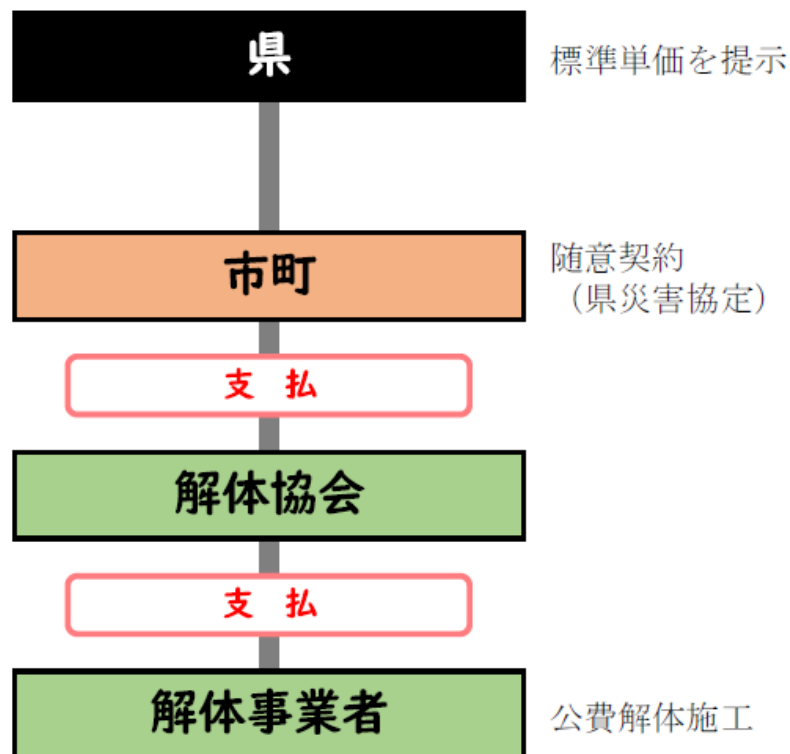 県
標準単価を提示
市町
随意契約
（県災害協定）
支 払
解体協会
支 払
解体事業者
公費解体施工